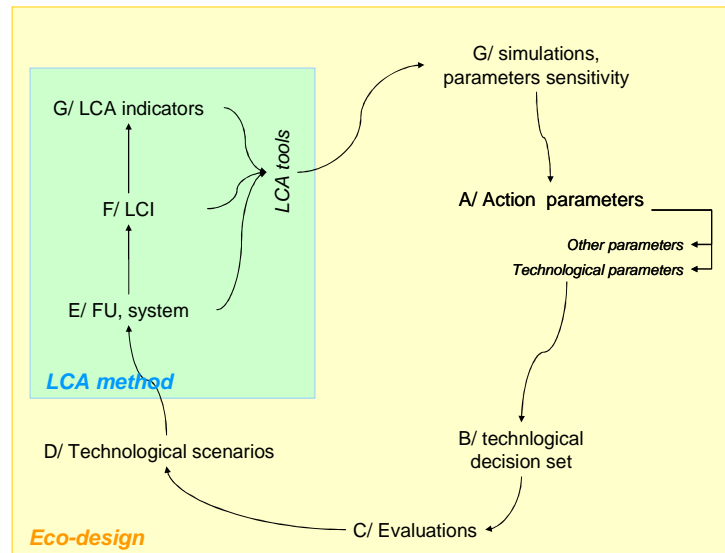 G/ simulations,
parameters sensitivity
G/ LCA indicators
LCA tools
A/ Action parameters
F/ LCI
Other parameters
Technological parameters
E/ FU, system
LCA method
B/ technlogical
decision set
D/ Technological scenarios
C/ Evaluations
Eco-design